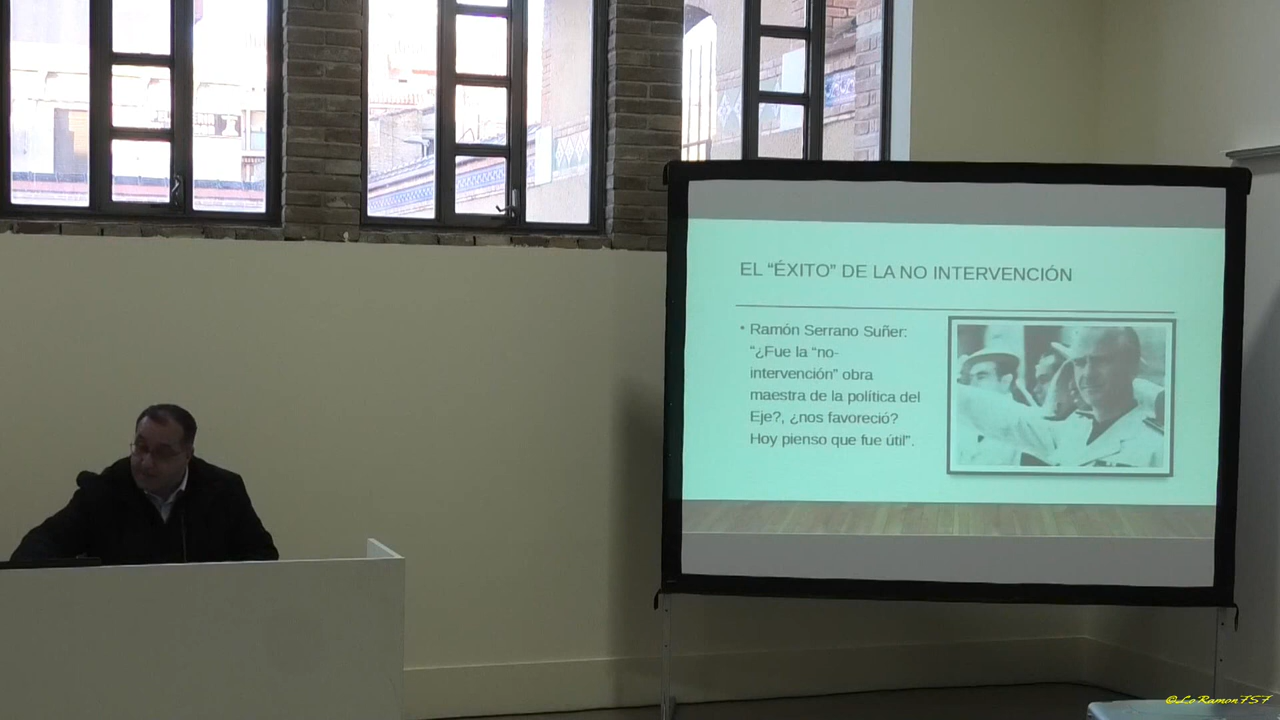 EL “ÉXITO” DE LA NO INTERVENCIÓN
• Ramón Serrano Suñer:
“¿Fue la “no-
intervención” obra
maestra de la política del
Eje?, ¿nos favoreció?
Hoy pienso que fue útil”.
©LoRamon757